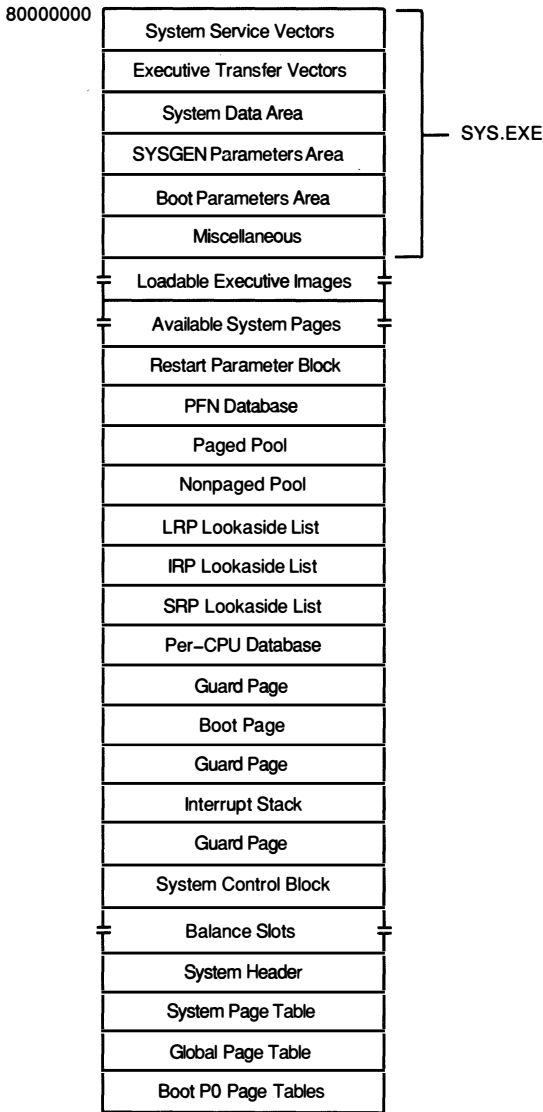 80000000
System Service Vectors
Executive Transfer Vectors
System Data Area
SYS.EXE
SYSGEN Parameters Area
Boot Parameters Area
Miscellaneous
Loadable Executive Images
Available System Pages
Restart Parameter Block
PFN Database
Paged Pool
Nonpaged Pool
LRP Lookaside List
IRP Lookaside List
SRP Lookaside List
Per-CPU Database
Guard Page
Boot Page
Guard Page
Interrupt Stack
Guard Page
System Control Block
Balance Slots
System Header
System Page Table
Global Page Table
Boot P0 Page Tables